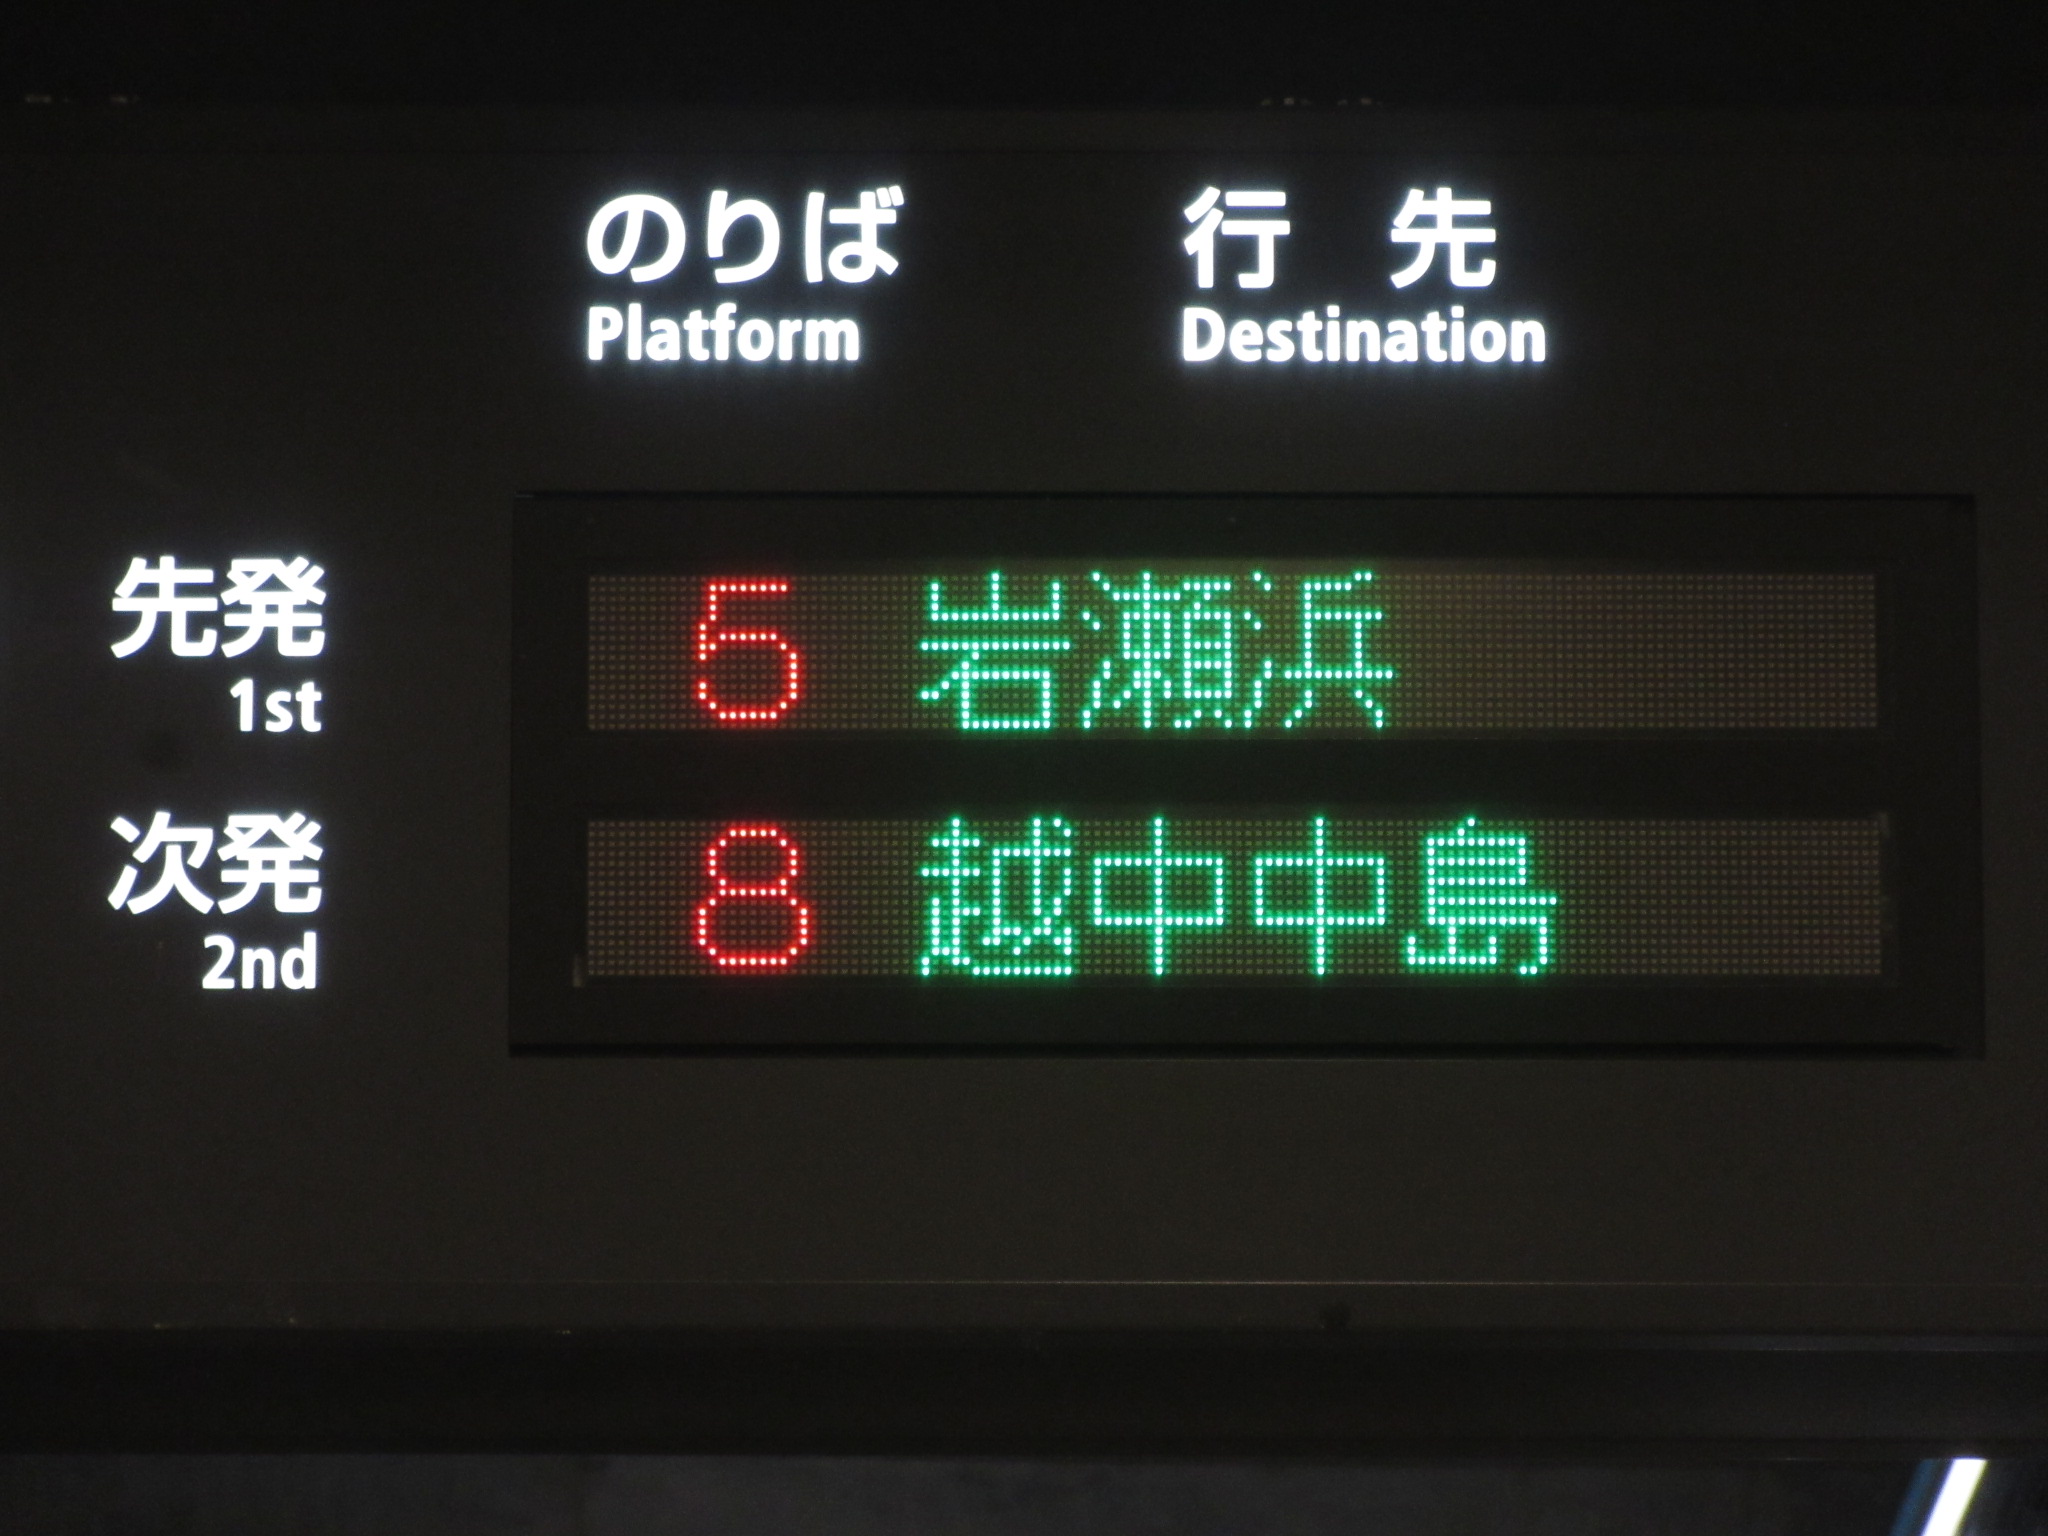 のりば 行先
Platform Destination
先発 5 岩瀬浜
1st
次発 8 越中中島
2nd